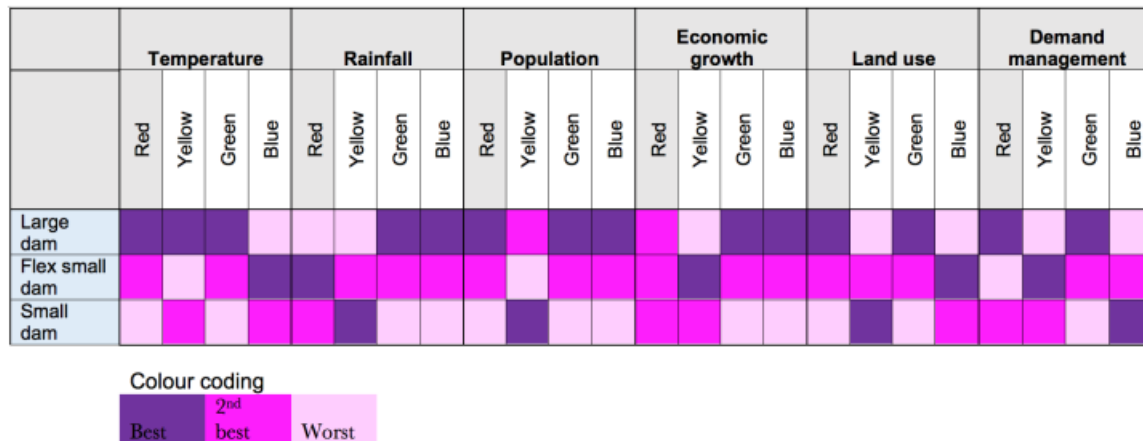 Temperature Rainfall Population Economic growth Land use Demand management
Red Yellow Green Blue Red Yellow Green Blue Red Yellow Green Blue Red Yellow Green Blue Red Yellow Green Blue Red Yellow Green Blue
Large
dam
Flex small
dam
Small
dam
Colour coding
Best 2nd best Worst